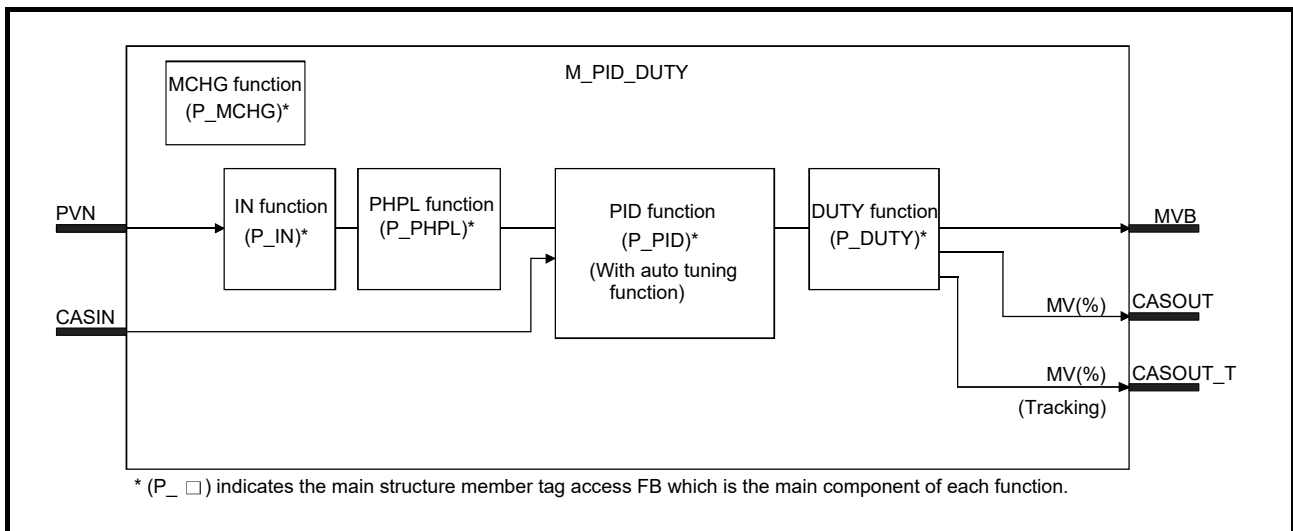 M_PID_DUTY
MCHG function
(P_MCHG)*
PVN
IN function
(P_IN)*
PHPL function
(P_PHPL)*
PID function
(P_PID)*
(With auto tuning
function)
DUTY function
(P_DUTY)*
MVB
CASIN
MV(%)
CASOUT
MV(%)
CASOUT_T
(Tracking)
* (P_ □ ) indicates the main structure member tag access FB which is the main component of each function.